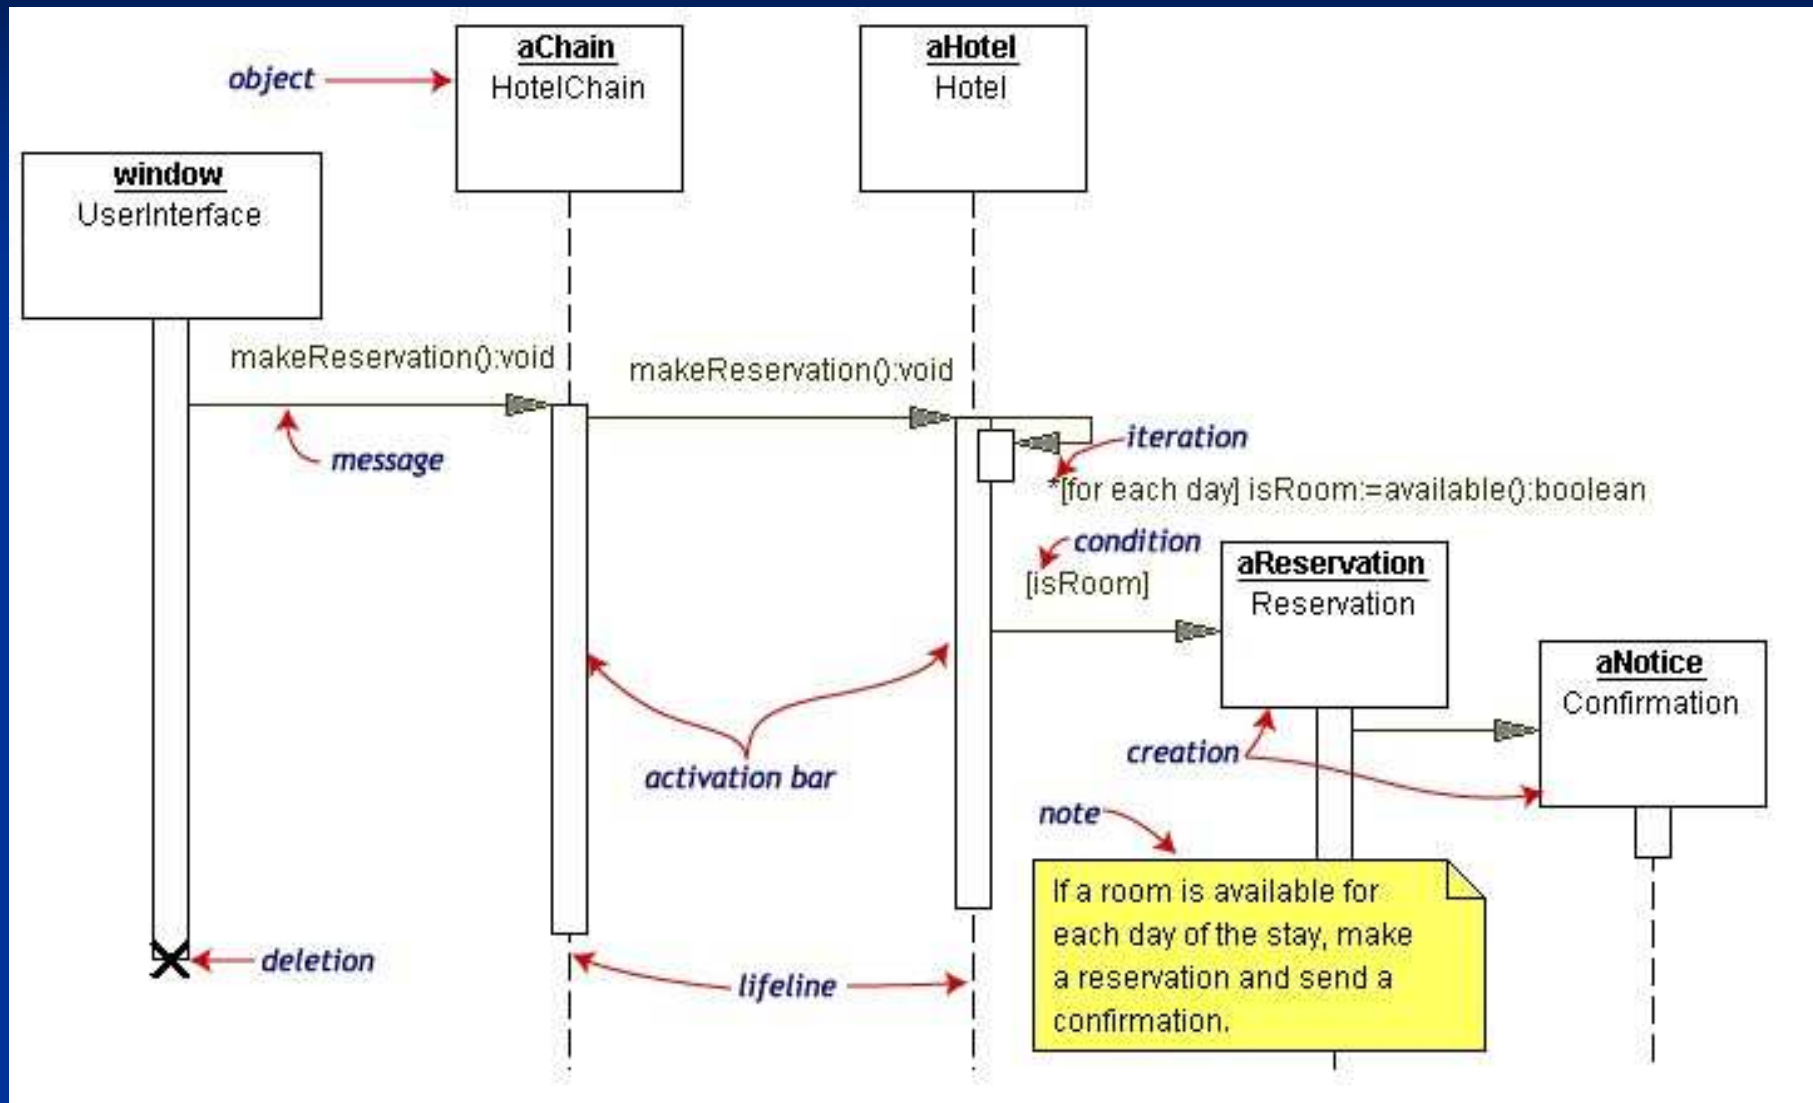 aChain
HotelChain
aHotel
Hotel
object
window
UserInterface
makeReservation():void
makeReservation():void
message
iteration
*[for each day] isRoom:=available():boolean
condition
[isRoom]
aReservation
Reservation
aNotice
Confirmation
creation
activation bar
note
If a room is available for
each day of the stay, make
a reservation and send a
confirmation.
deletion
lifeline